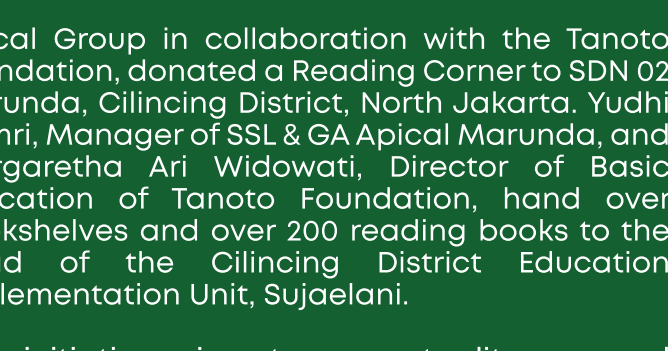 cal Group in collaboration with the Tanoto
ndation, donated a Reading Corner to SDN 02
runda, Cilincing District, North Jakarta. Yudhi
mri, Manager of SSL & GA Apical Marunda, and
rgaretha Ari Widowati, Director of Basic
cation of Tanoto Foundation, hand over
kshelves and over 200 reading books to the
ad of the Cilincing District Education
lementation Unit, Sujaelani.